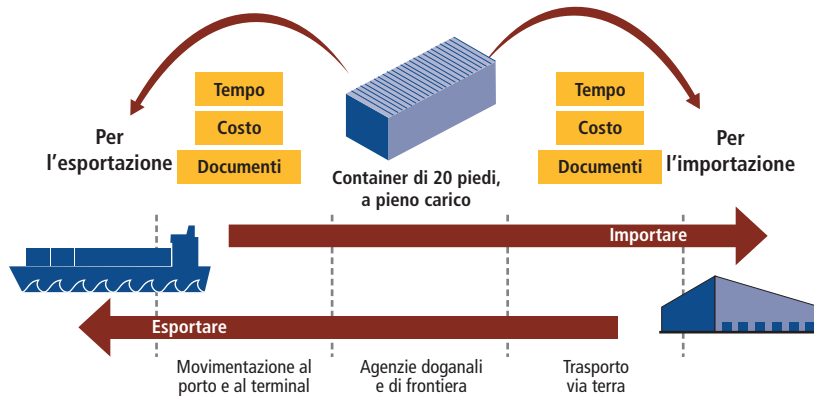 Tempo
Costo
Documenti
Per
l'esportazione
Container di 20 piedi,
a pieno carico
Tempo
Costo
Documenti
Per
l'importazione
Importare
Esportare
Movimentazione al
porto e al terminal
Agenzie doganali
e di frontiera
Trasporto
via terra